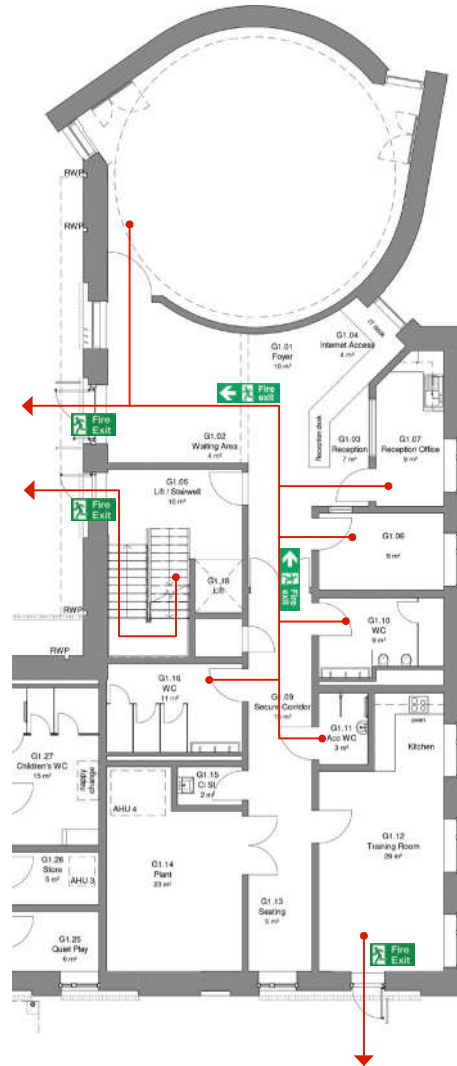 RWP
RWP
G1.04
Internet Access
4 m²
IT desk
G1.01
Foyer
18 m²
Fire
exit
Fire
Exit
Reception desk
G1.02
Waiting Area
4 m²
G1.03
Reception
7 m²
G1.07
Reception Office
9 m²
G1.05
Lift / Stairwell
10 m²
Fire
Exit
G1.06
9 m²
Fire
exit
G1.18
Lift
RWP
RWP
G1.10
WC
9 m²
G1.16
WC
11 m²
G1.09
Secure Corridor
G1.11
Acc WC
3 m²
oven
Kitchen
G1.27
Children's WC
15 m²
nappy
change
G1.15
Cl St
2 m²
AHU 4
G1.12
Training Room
29 m²
G1.26
Store
5 m²
AHU 3
G1.14
Plant
23 m²
G1.13
Seating
5 m²
G1.25
Quiet Play
6 m²
Fire
Exit